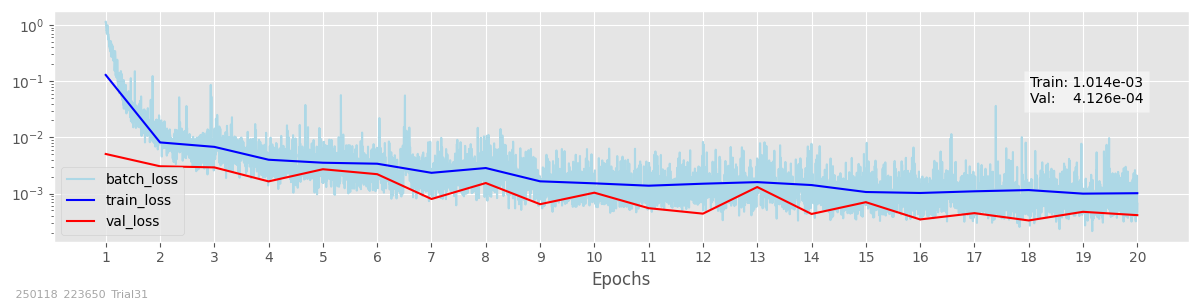 10⁰
10⁻¹
10⁻²
10⁻³
Train: 1.014e-03
Val: 4.126e-04
batch_loss
train_loss
val_loss
1 2 3 4 5 6 7 8 9 10 11 12 13 14 15 16 17 18 19 20
Epochs
250118_223650_Trial31